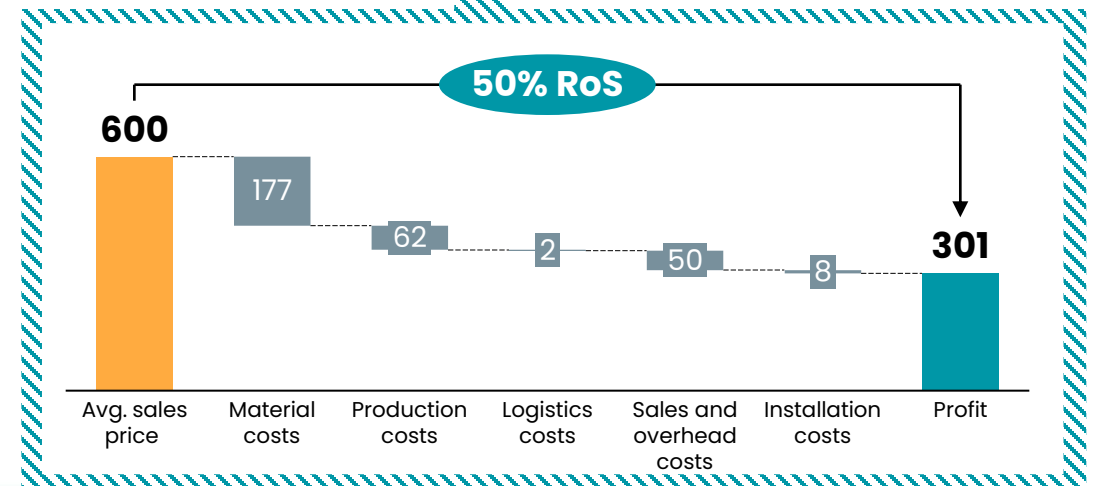 50% RoS
600
177
62
2
50
8
301
Avg. sales
price
Material
costs
Production
costs
Logistics
costs
Sales and
overhead
costs
Installation
costs
Profit